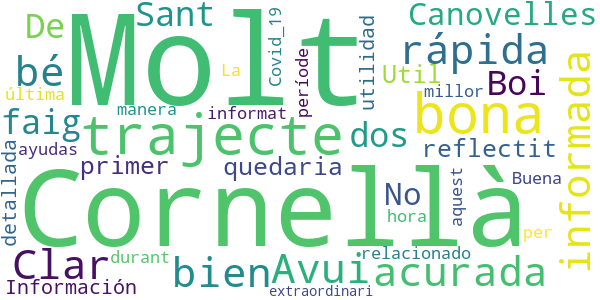 De Sant Canovelles
Molt Covid_19 utilidad
bé La Util període rápida Boi
última manera informat millor bona
faig trajecte dos informada
ayudas primer quedaria reflectit
detallada Cornellà No aquest Buena
hora per
Clar durant bien Avui relacionado acurada
Información extraordinari